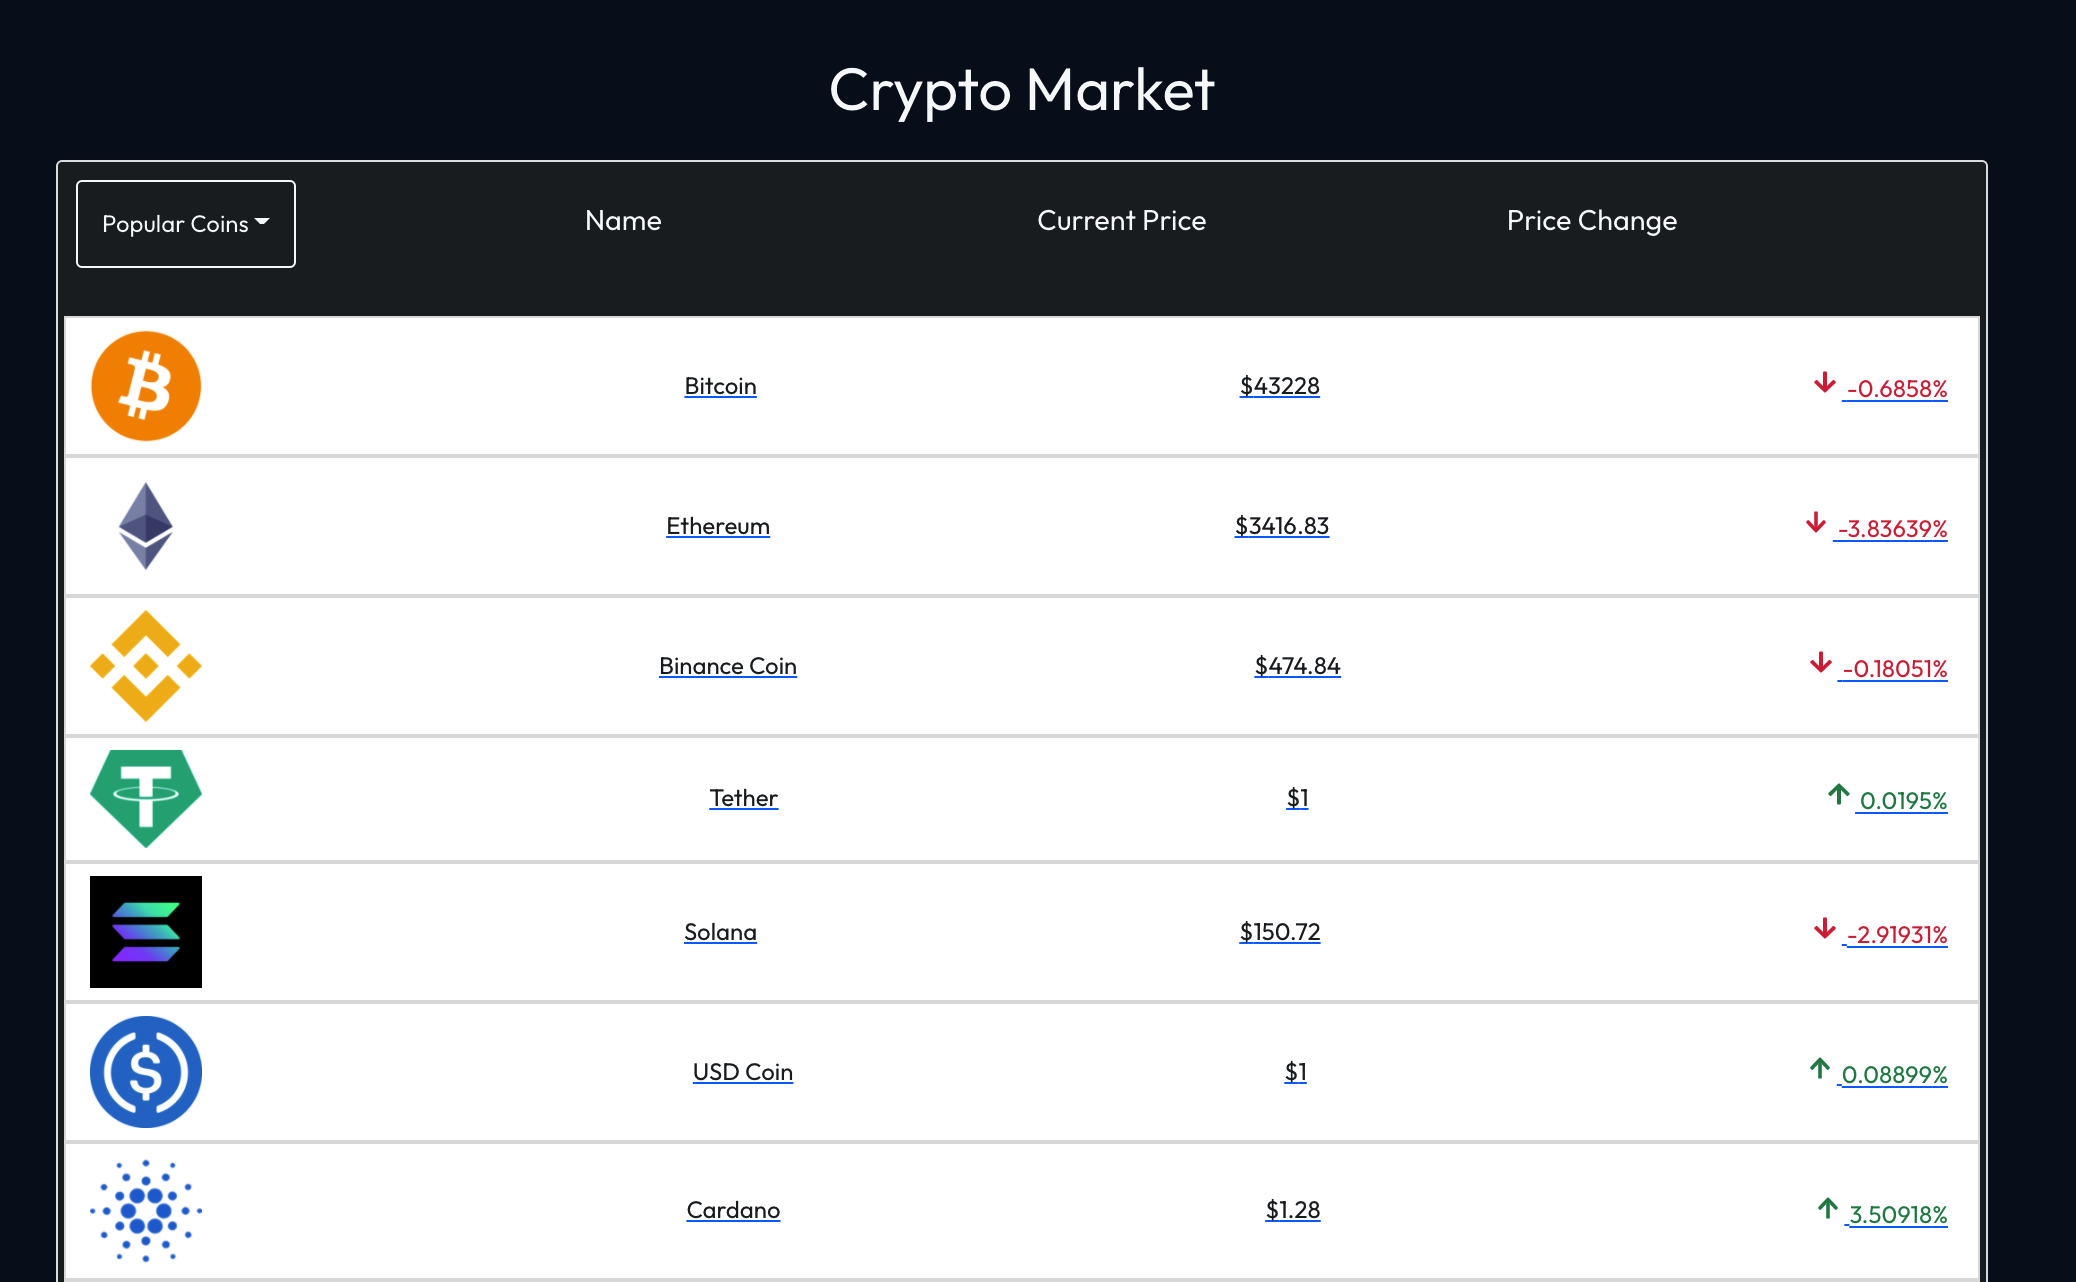 Crypto Market
Popular Coins Name Current Price Price Change
Bitcoin $43228 -0.6858%
Ethereum $3416.83 -3.83639%
Binance Coin $474.84 -0.18051%
Tether $1 0.0195%
Solana $150.72 -2.91931%
USD Coin $1 0.08899%
Cardano $1.28 3.50918%